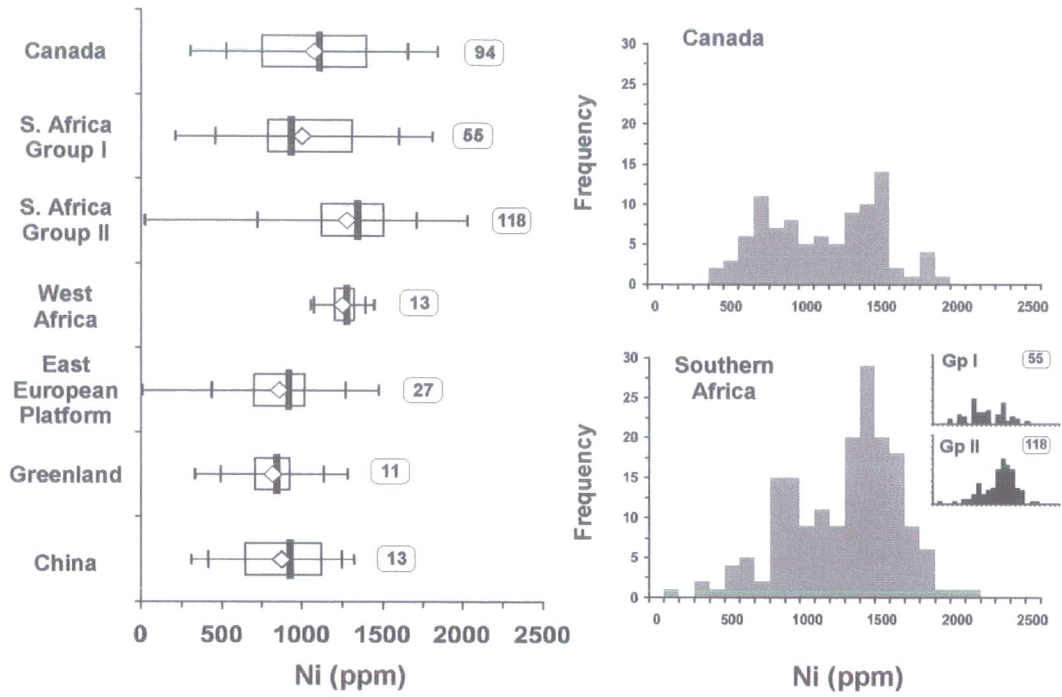 Canada
94
S. Africa
Group I
55
S. Africa
Group II
118
West
Africa
13
East
European
Platform
27
Greenland
11
China
13
0 500 1000 1500 2000 2500
Ni (ppm)
Canada
Frequency
30
25
20
15
10
5
0
0 500 1000 1500 2000 2500
Southern
Africa
Frequency
30
25
20
15
10
5
0
0 500 1000 1500 2000 2500
Gp I 55
Gp II 118
Ni (ppm)